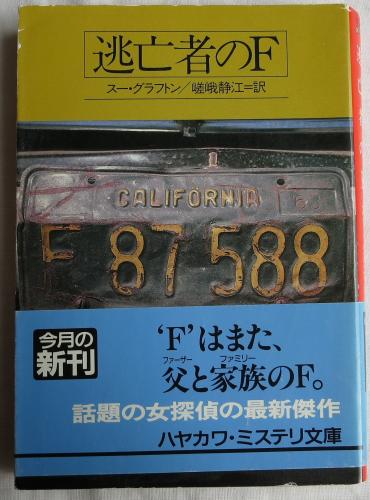 逃亡者のF
スー・グラフトン/嵯峨静江=訳
CALIFORNIA
F 87 588
今月の
新刊
‘F’はまた、
ファーザー ファミリー
父と家族のF。
話題の女探偵の最新傑作
ハヤカワ・ミステリ文庫